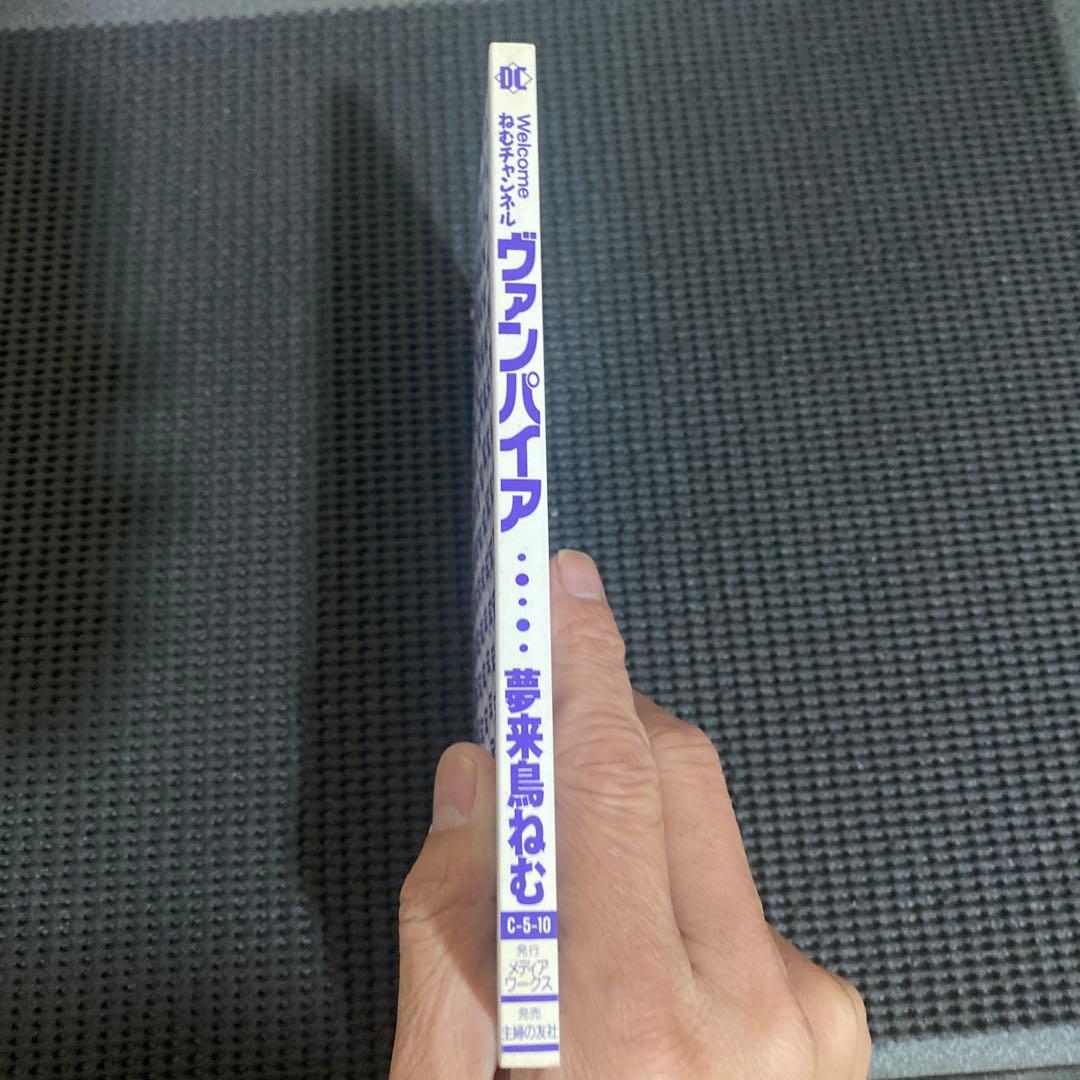 DC
Welcome
ねむチャンネル
ヴァンパイア
・・・・・
夢来鳥ねむ
C-5-10
発行
メディア
ワークス
発売
主婦の友社